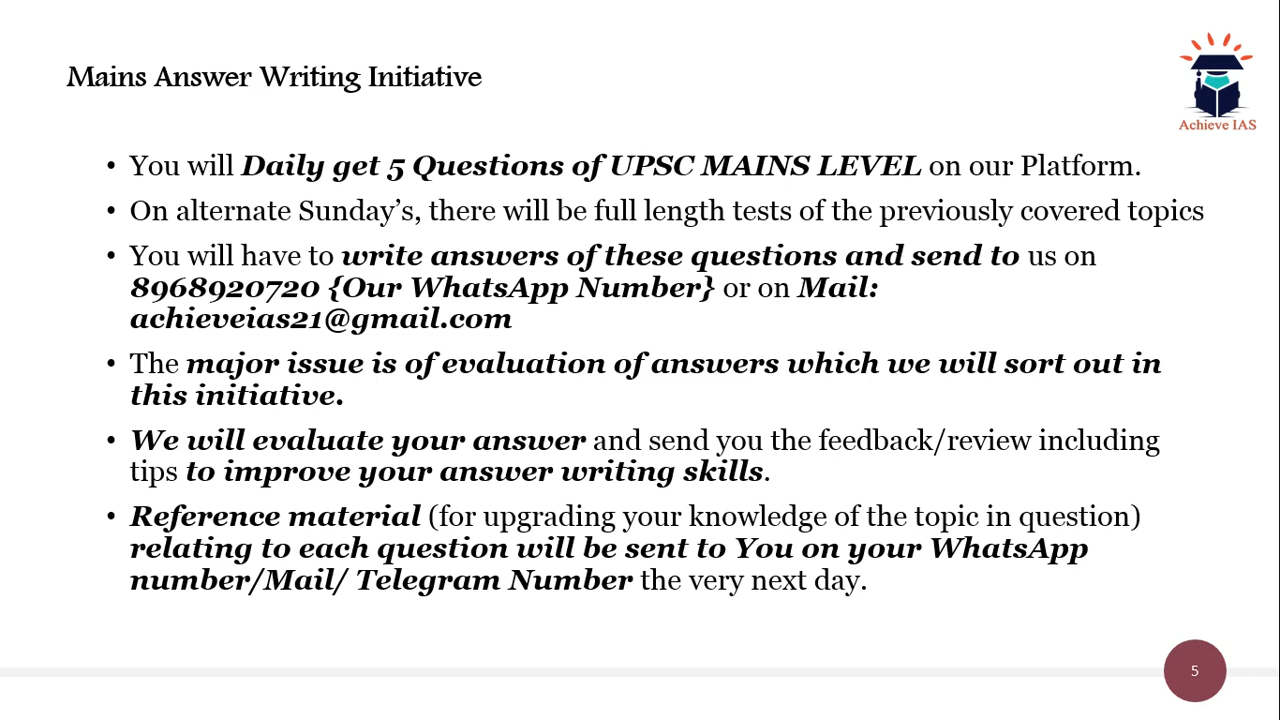 Mains Answer Writing Initiative
Achieve IAS
• You will Daily get 5 Questions of UPSC MAINS LEVEL on our Platform.
• On alternate Sunday’s, there will be full length tests of the previously covered topics
• You will have to write answers of these questions and send to us on
8968920720 {Our WhatsApp Number} or on Mail:
achieveias21@gmail.com
• The major issue is of evaluation of answers which we will sort out in
this initiative.
• We will evaluate your answer and send you the feedback/review including
tips to improve your answer writing skills.
• Reference material (for upgrading your knowledge of the topic in question)
relating to each question will be sent to You on your WhatsApp
number/Mail/ Telegram Number the very next day.
5